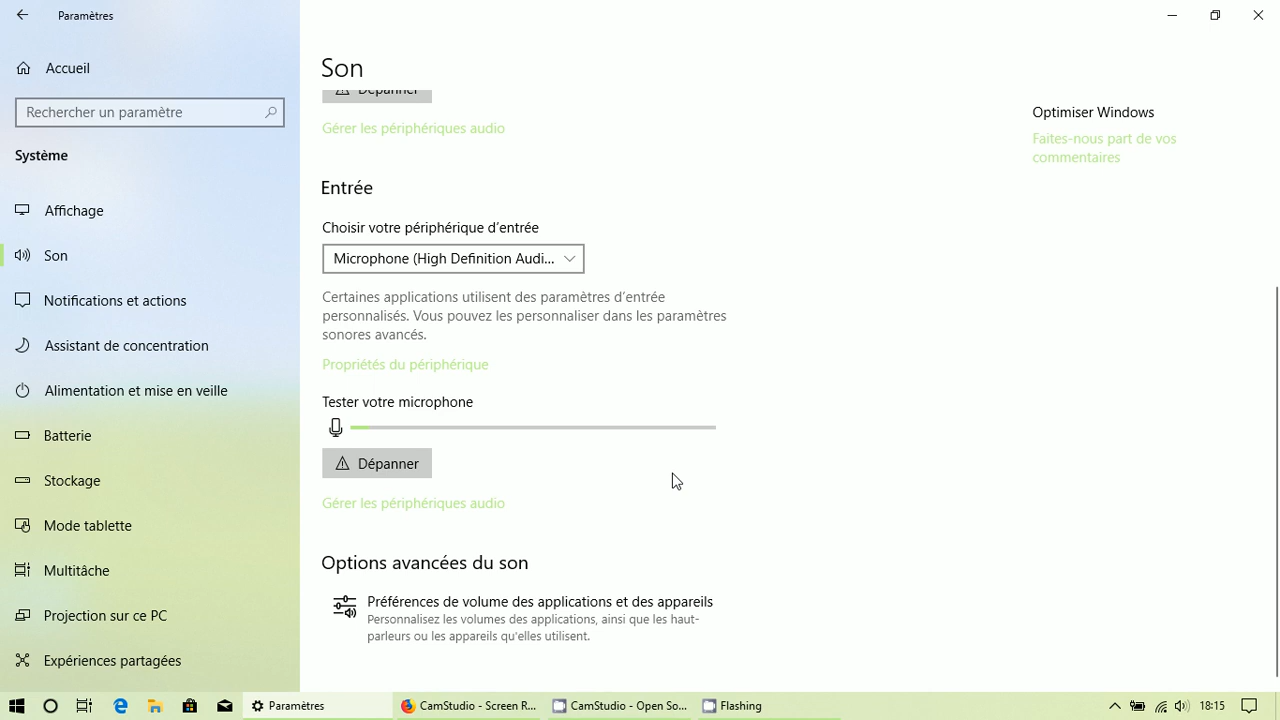 Paramètres
Accueil
Rechercher un paramètre
Système
Affichage
Son
Notifications et actions
Assistant de concentration
Alimentation et mise en veille
Batterie
Stockage
Mode tablette
Multitâche
Projection sur ce PC
Expériences partagées
Son
Dépanner
Gérer les périphériques audio
Entrée
Choisir votre périphérique d'entrée
Microphone (High Definition Audi...
Certaines applications utilisent des paramètres d'entrée
personnalisés. Vous pouvez les personnaliser dans les paramètres
sonores avancés.
Propriétés du périphérique
Tester votre microphone
Dépanner
Gérer les périphériques audio
Options avancées du son
Préférences de volume des applications et des appareils
Personnalisez les volumes des applications, ainsi que les haut-
parleurs ou les appareils qu'elles utilisent.
Optimiser Windows
Faites-nous part de vos
commentaires
Paramètres
CamStudio - Screen R...
CamStudio - Open So...
Flashing
18:15